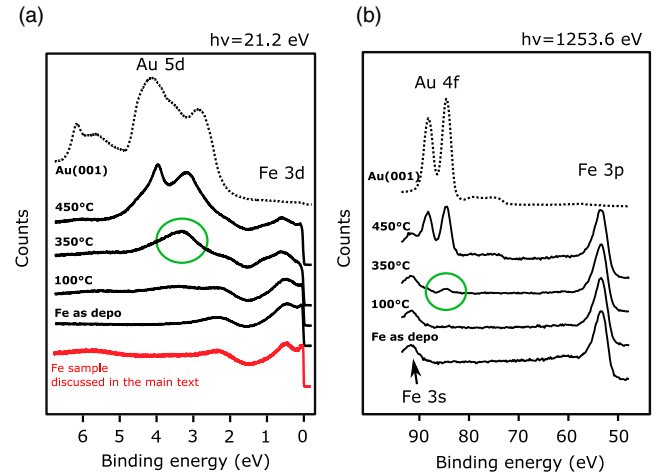 (a)
hv=21.2 eV
Au 5d
Fe 3d
Au(001)
450°C
350°C
100°C
Fe as depo
Fe sample
discussed in the main text
Counts
6 5 4 3 2 1 0
Binding energy (eV)
(b)
hv=1253.6 eV
Au 4f
Fe 3p
Au(001)
450°C
350°C
100°C
Fe as depo
Fe 3s
Counts
90 80 70 60 50
Binding energy (eV)